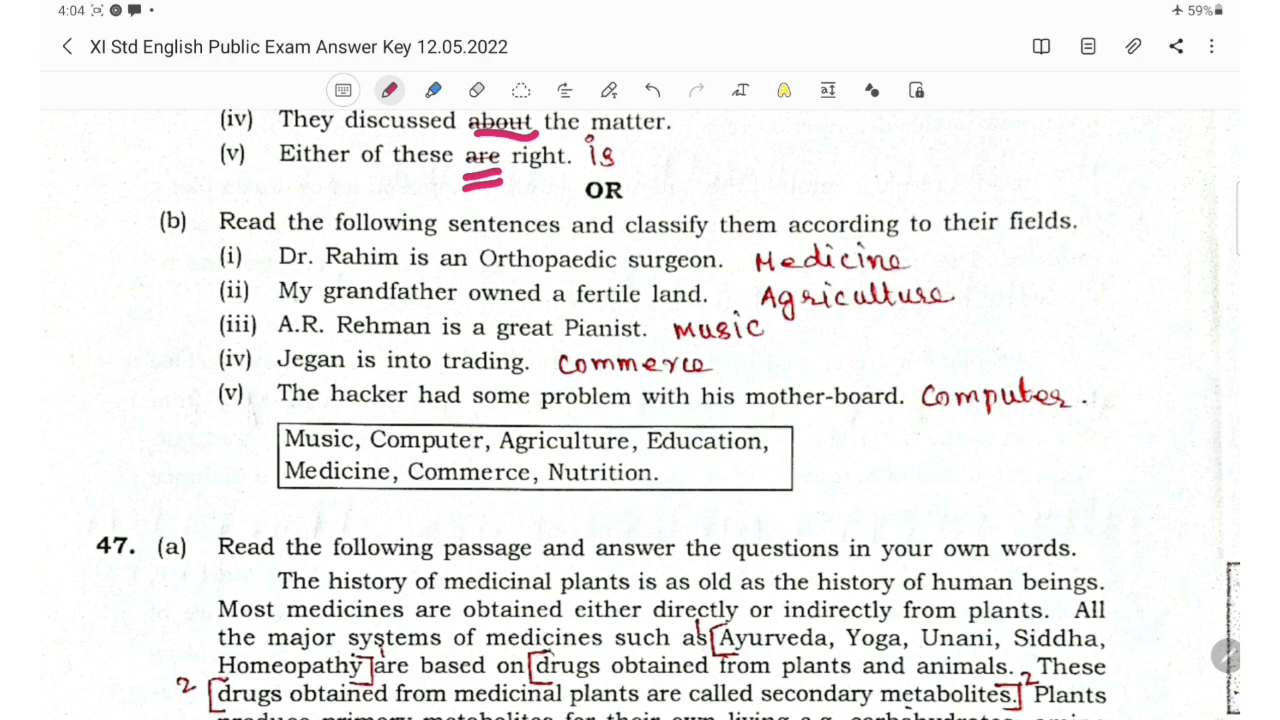 4:04 59%
XI Std English Public Exam Answer Key 12.05.2022
(iv) They discussed about the matter.
(v) Either of these are right. is
OR
(b) Read the following sentences and classify them according to their fields.
(i) Dr. Rahim is an Orthopaedic surgeon. Medicine
(ii) My grandfather owned a fertile land. Agriculture
(iii) A.R. Rehman is a great Pianist. Music
(iv) Jegan is into trading. Commerce
(v) The hacker had some problem with his mother-board. Computer.
Music, Computer, Agriculture, Education,
Medicine, Commerce, Nutrition.
47. (a) Read the following passage and answer the questions in your own words.
The history of medicinal plants is as old as the history of human beings.
Most medicines are obtained either directly or indirectly from plants. All
the major systems of medicines such as [Ayurveda, Yoga, Unani, Siddha,
Homeopathy] are based on [drugs obtained from plants and animals. 2 These
2 [drugs obtained from medicinal plants are called secondary metabolites.] Plants